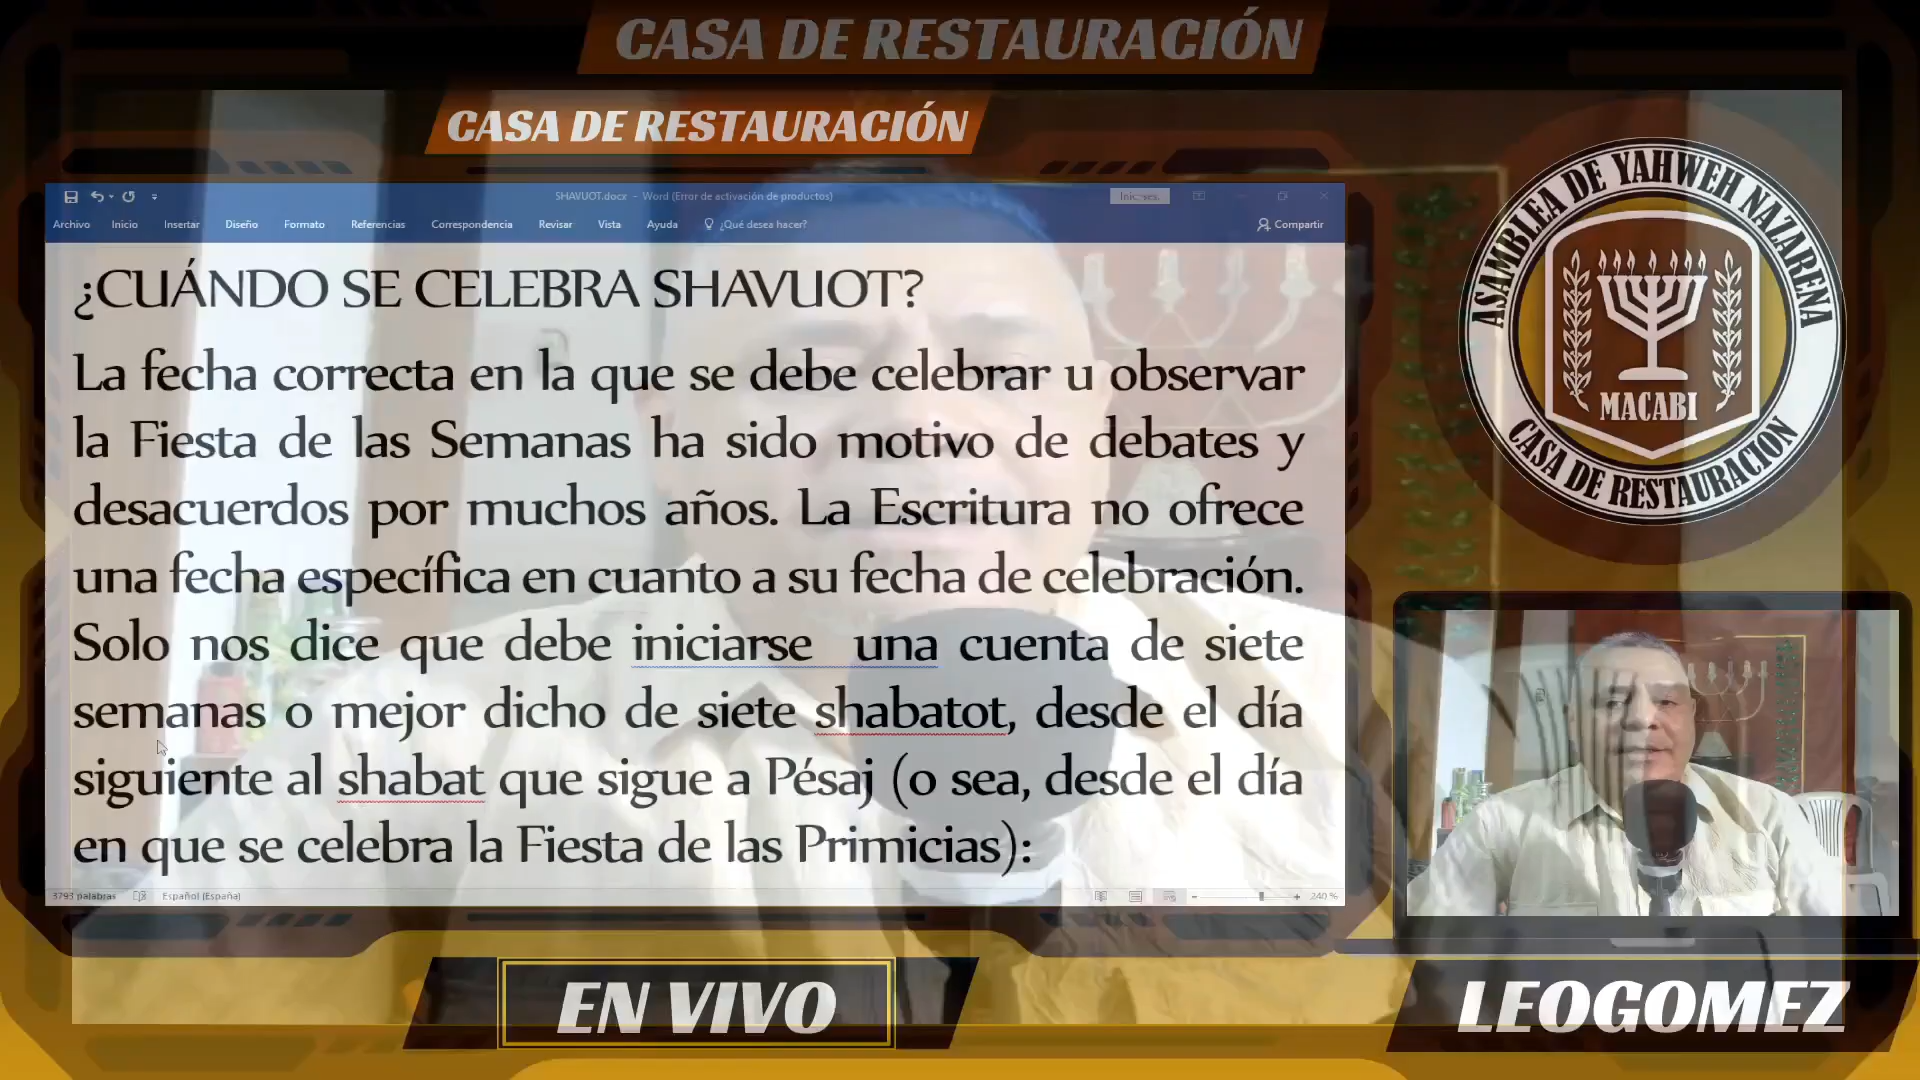 CASA DE RESTAURACIÓN
CASA DE RESTAURACIÓN
SHAVUOT.docx - Word (Error de activación de productos)
Archivo Inicio Insertar Diseño Formato Referencias Correspondencia Revisar Vista Ayuda ¿Qué desea hacer? Compartir
¿CUÁNDO SE CELEBRA SHAVUOT?
La fecha correcta en la que se debe celebrar u observar
la Fiesta de las Semanas ha sido motivo de debates y
desacuerdos por muchos años. La Escritura no ofrece
una fecha específica en cuanto a su fecha de celebración.
Solo nos dice que debe iniciarse una cuenta de siete
semanas o mejor dicho de siete shabatot, desde el día
siguiente al shabat que sigue a Pésaj (o sea, desde el día
en que se celebra la Fiesta de las Primicias):
3793 palabras Español (España) 240 %
ASAMBLEA DE YAHWEH NAZARENA
MACABI
CASA DE RESTAURACION
EN VIVO
LEOGOMEZ